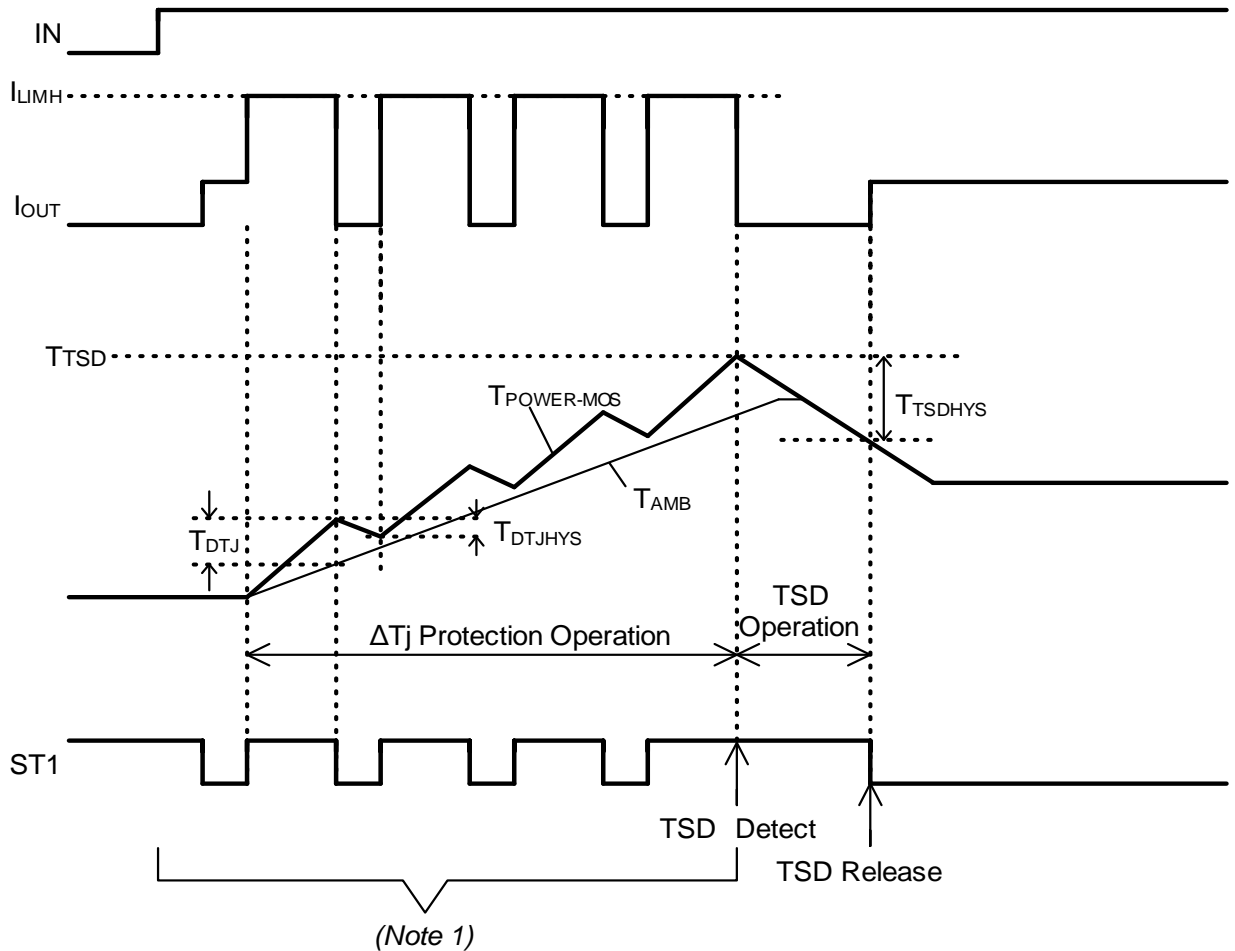 IN
ILIMH
IOUT
TTSD
TPOWER-MOS
TTSDHYS
TAMB
TDTJ
TDTJHYS
TSD
Operation
ΔTj Protection Operation
ST1
TSD Detect
TSD Release
(Note 1)